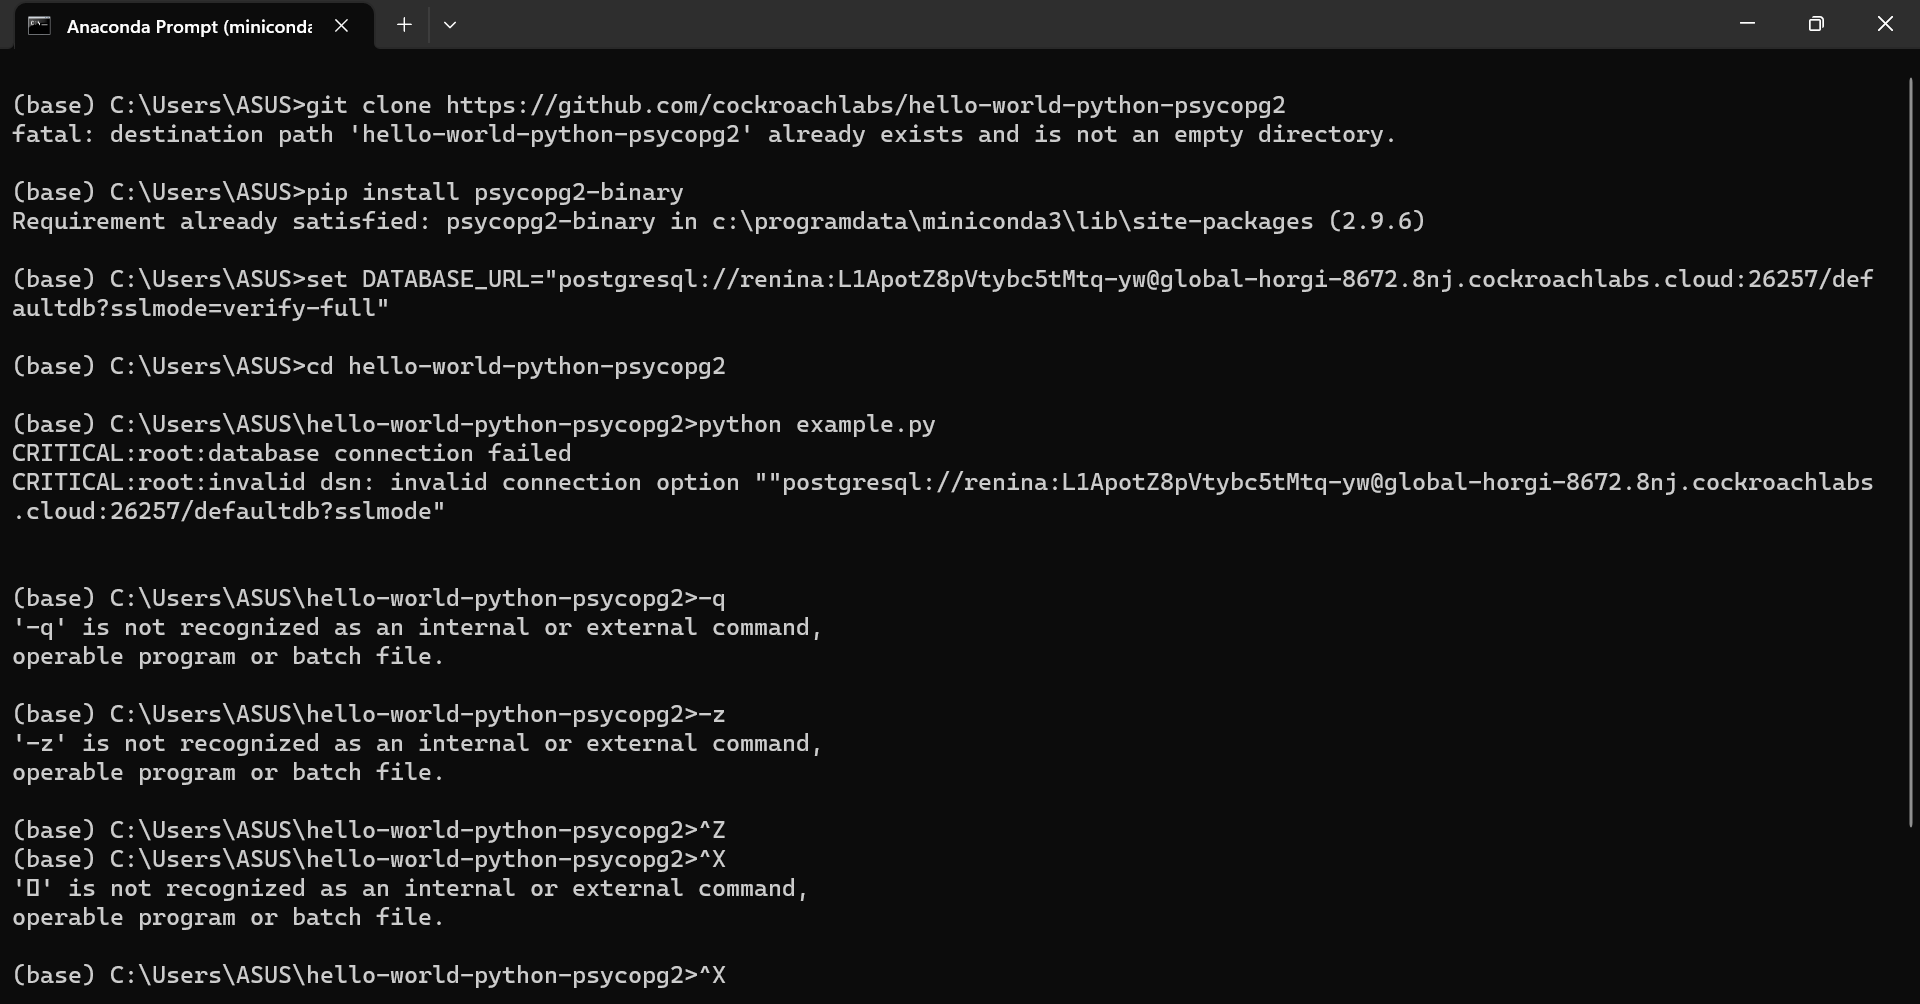 Anaconda Prompt (miniconda
(base) C:\Users\ASUS>git clone https://github.com/cockroachlabs/hello-world-python-psycopg2
fatal: destination path 'hello-world-python-psycopg2' already exists and is not an empty directory.
(base) C:\Users\ASUS>pip install psycopg2-binary
Requirement already satisfied: psycopg2-binary in c:\programdata\miniconda3\lib\site-packages (2.9.6)
(base) C:\Users\ASUS>set DATABASE_URL="postgresql://renina:L1ApotZ8pVtybc5tMtq-yw@global-horgi-8672.8nj.cockroachlabs.cloud:26257/def
aultdb?sslmode=verify-full"
(base) C:\Users\ASUS>cd hello-world-python-psycopg2
(base) C:\Users\ASUS\hello-world-python-psycopg2>python example.py
CRITICAL:root:database connection failed
CRITICAL:root:invalid dsn: invalid connection option ""postgresql://renina:L1ApotZ8pVtybc5tMtq-yw@global-horgi-8672.8nj.cockroachlabs
.cloud:26257/defaultdb?sslmode"
(base) C:\Users\ASUS\hello-world-python-psycopg2>-q
'-q' is not recognized as an internal or external command,
operable program or batch file.
(base) C:\Users\ASUS\hello-world-python-psycopg2>-z
'-z' is not recognized as an internal or external command,
operable program or batch file.
(base) C:\Users\ASUS\hello-world-python-psycopg2>^Z
(base) C:\Users\ASUS\hello-world-python-psycopg2>^X
'▯' is not recognized as an internal or external command,
operable program or batch file.
(base) C:\Users\ASUS\hello-world-python-psycopg2>^X